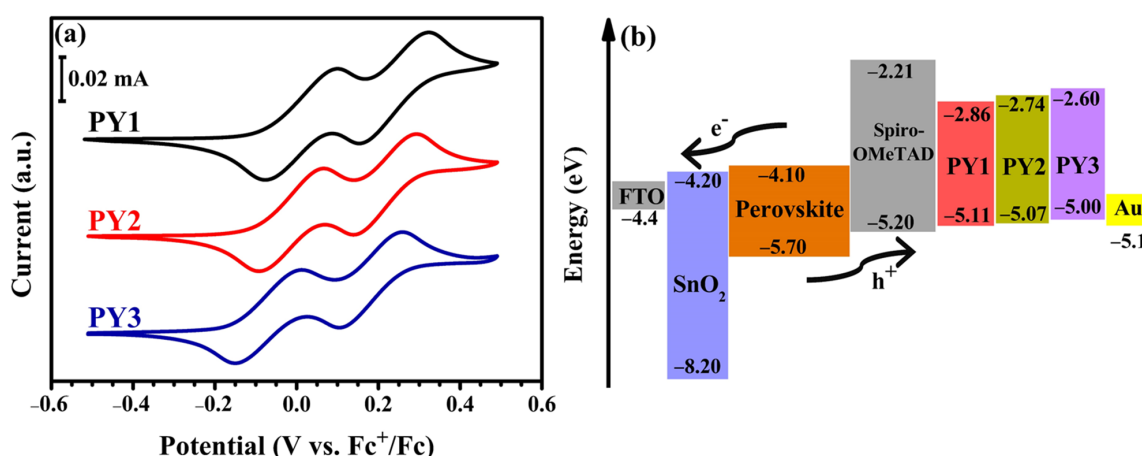 (a)
0.02 mA
PY1
PY2
PY3
Current (a.u.)
−0.6 −0.4 −0.2 0.0 0.2 0.4 0.6
Potential (V vs. Fc⁺/Fc)
(b)
Energy (eV)
e⁻
h⁺
FTO
−4.4
−4.20
SnO₂
−8.20
−4.10
Perovskite
−5.70
−2.21
Spiro-
OMeTAD
−5.20
−2.86
PY1
−5.11
−2.74
PY2
−5.07
−2.60
PY3
−5.00
Au
−5.1